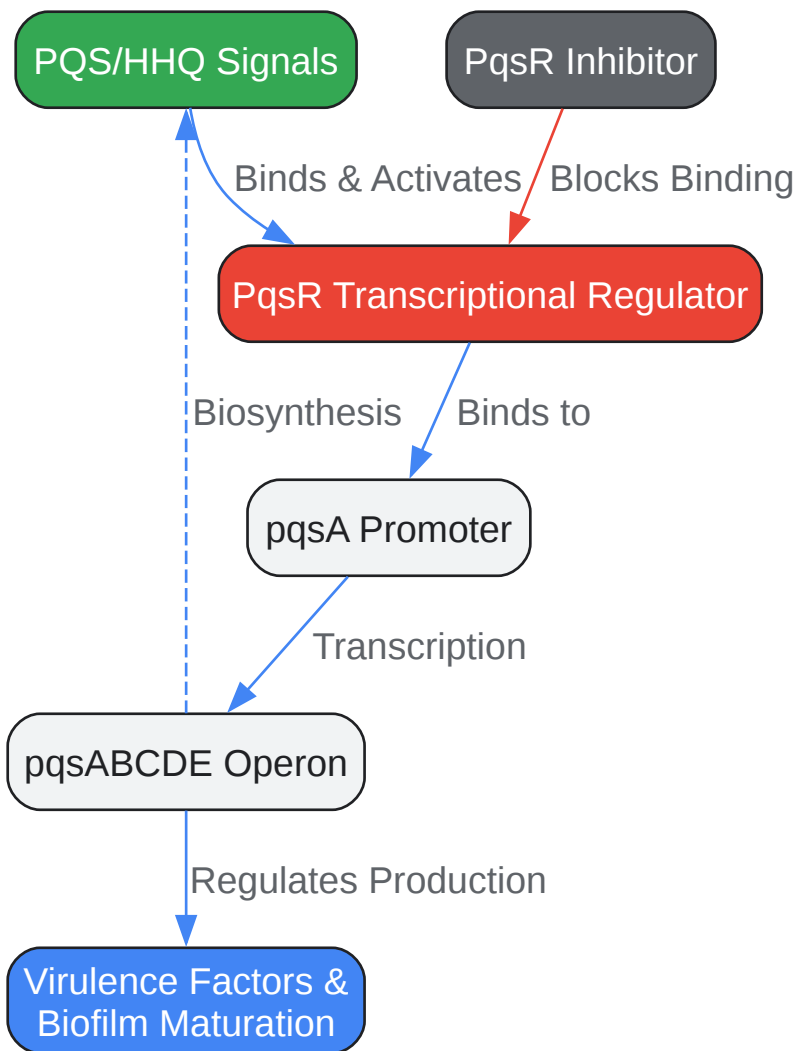 PQS/HHQ Signals
PqsR Inhibitor
Binds & Activates
Blocks Binding
PqsR Transcriptional Regulator
Biosynthesis
Binds to
pqsA Promoter
Transcription
pqsABCDE Operon
Regulates Production
Virulence Factors &
Biofilm Maturation